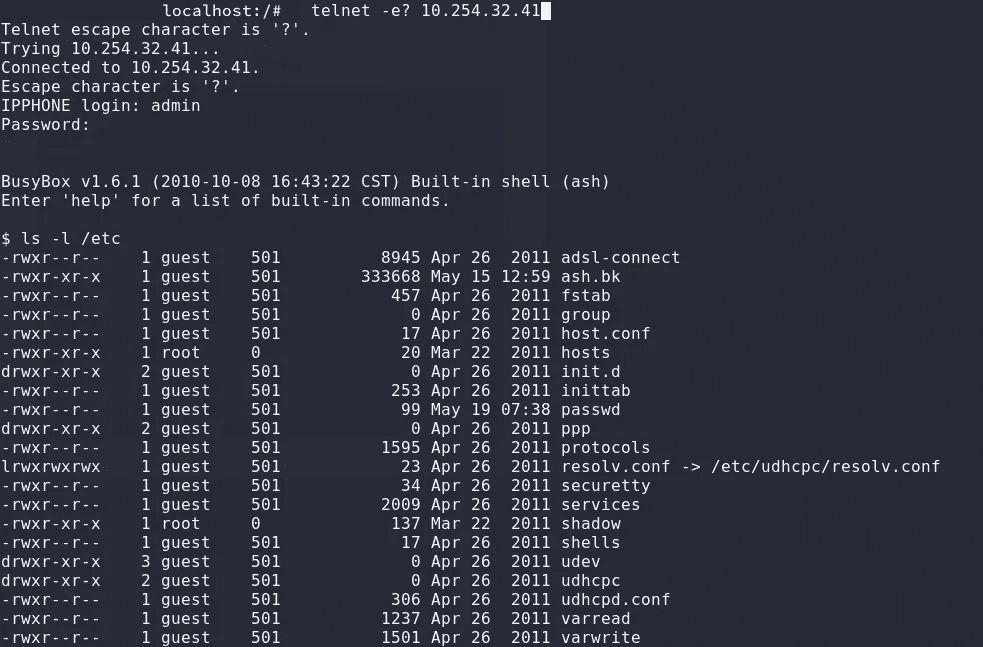 localhost:/#   telnet -e? 10.254.32.41
Telnet escape character is '?'.
Trying 10.254.32.41...
Connected to 10.254.32.41.
Escape character is '?'.
IPPHONE login: admin
Password:
BusyBox v1.6.1 (2010-10-08 16:43:22 CST) Built-in shell (ash)
Enter 'help' for a list of built-in commands.
$ ls -l /etc
-rwxr--r--    1 guest    501          8945 Apr 26  2011 adsl-connect
-rwxr-xr-x    1 guest    501        333668 May 15 12:59 ash.bk
-rwxr--r--    1 guest    501           457 Apr 26  2011 fstab
-rwxr--r--    1 guest    501             0 Apr 26  2011 group
-rwxr--r--    1 guest    501            17 Apr 26  2011 host.conf
-rwxr-xr-x    1 root     0              20 Mar 22  2011 hosts
drwxr-xr-x    2 guest    501             0 Apr 26  2011 init.d
-rwxr--r--    1 guest    501           253 Apr 26  2011 inittab
-rwxr--r--    1 guest    501            99 May 19 07:38 passwd
drwxr-xr-x    2 guest    501             0 Apr 26  2011 ppp
-rwxr--r--    1 guest    501          1595 Apr 26  2011 protocols
lrwxrwxrwx    1 guest    501            23 Apr 26  2011 resolv.conf -> /etc/udhcpc/resolv.conf
-rwxr--r--    1 guest    501            34 Apr 26  2011 securetty
-rwxr--r--    1 guest    501          2009 Apr 26  2011 services
-rwxr-xr-x    1 root     0             137 Mar 22  2011 shadow
-rwxr--r--    1 guest    501            17 Apr 26  2011 shells
drwxr-xr-x    3 guest    501             0 Apr 26  2011 udev
drwxr-xr-x    2 guest    501             0 Apr 26  2011 udhcpc
-rwxr--r--    1 guest    501           306 Apr 26  2011 udhcpd.conf
-rwxr--r--    1 guest    501          1237 Apr 26  2011 varread
-rwxr--r--    1 guest    501          1501 Apr 26  2011 varwrite